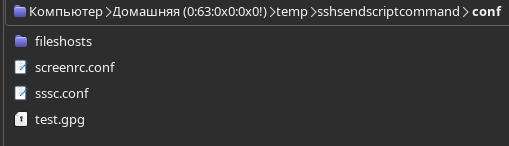 Компьютер >Домашняя (0:63:0x0:0x0!)>temp>sshsendscriptcommand>conf
fileshosts
screenrc.conf
sssc.conf
test.gpg